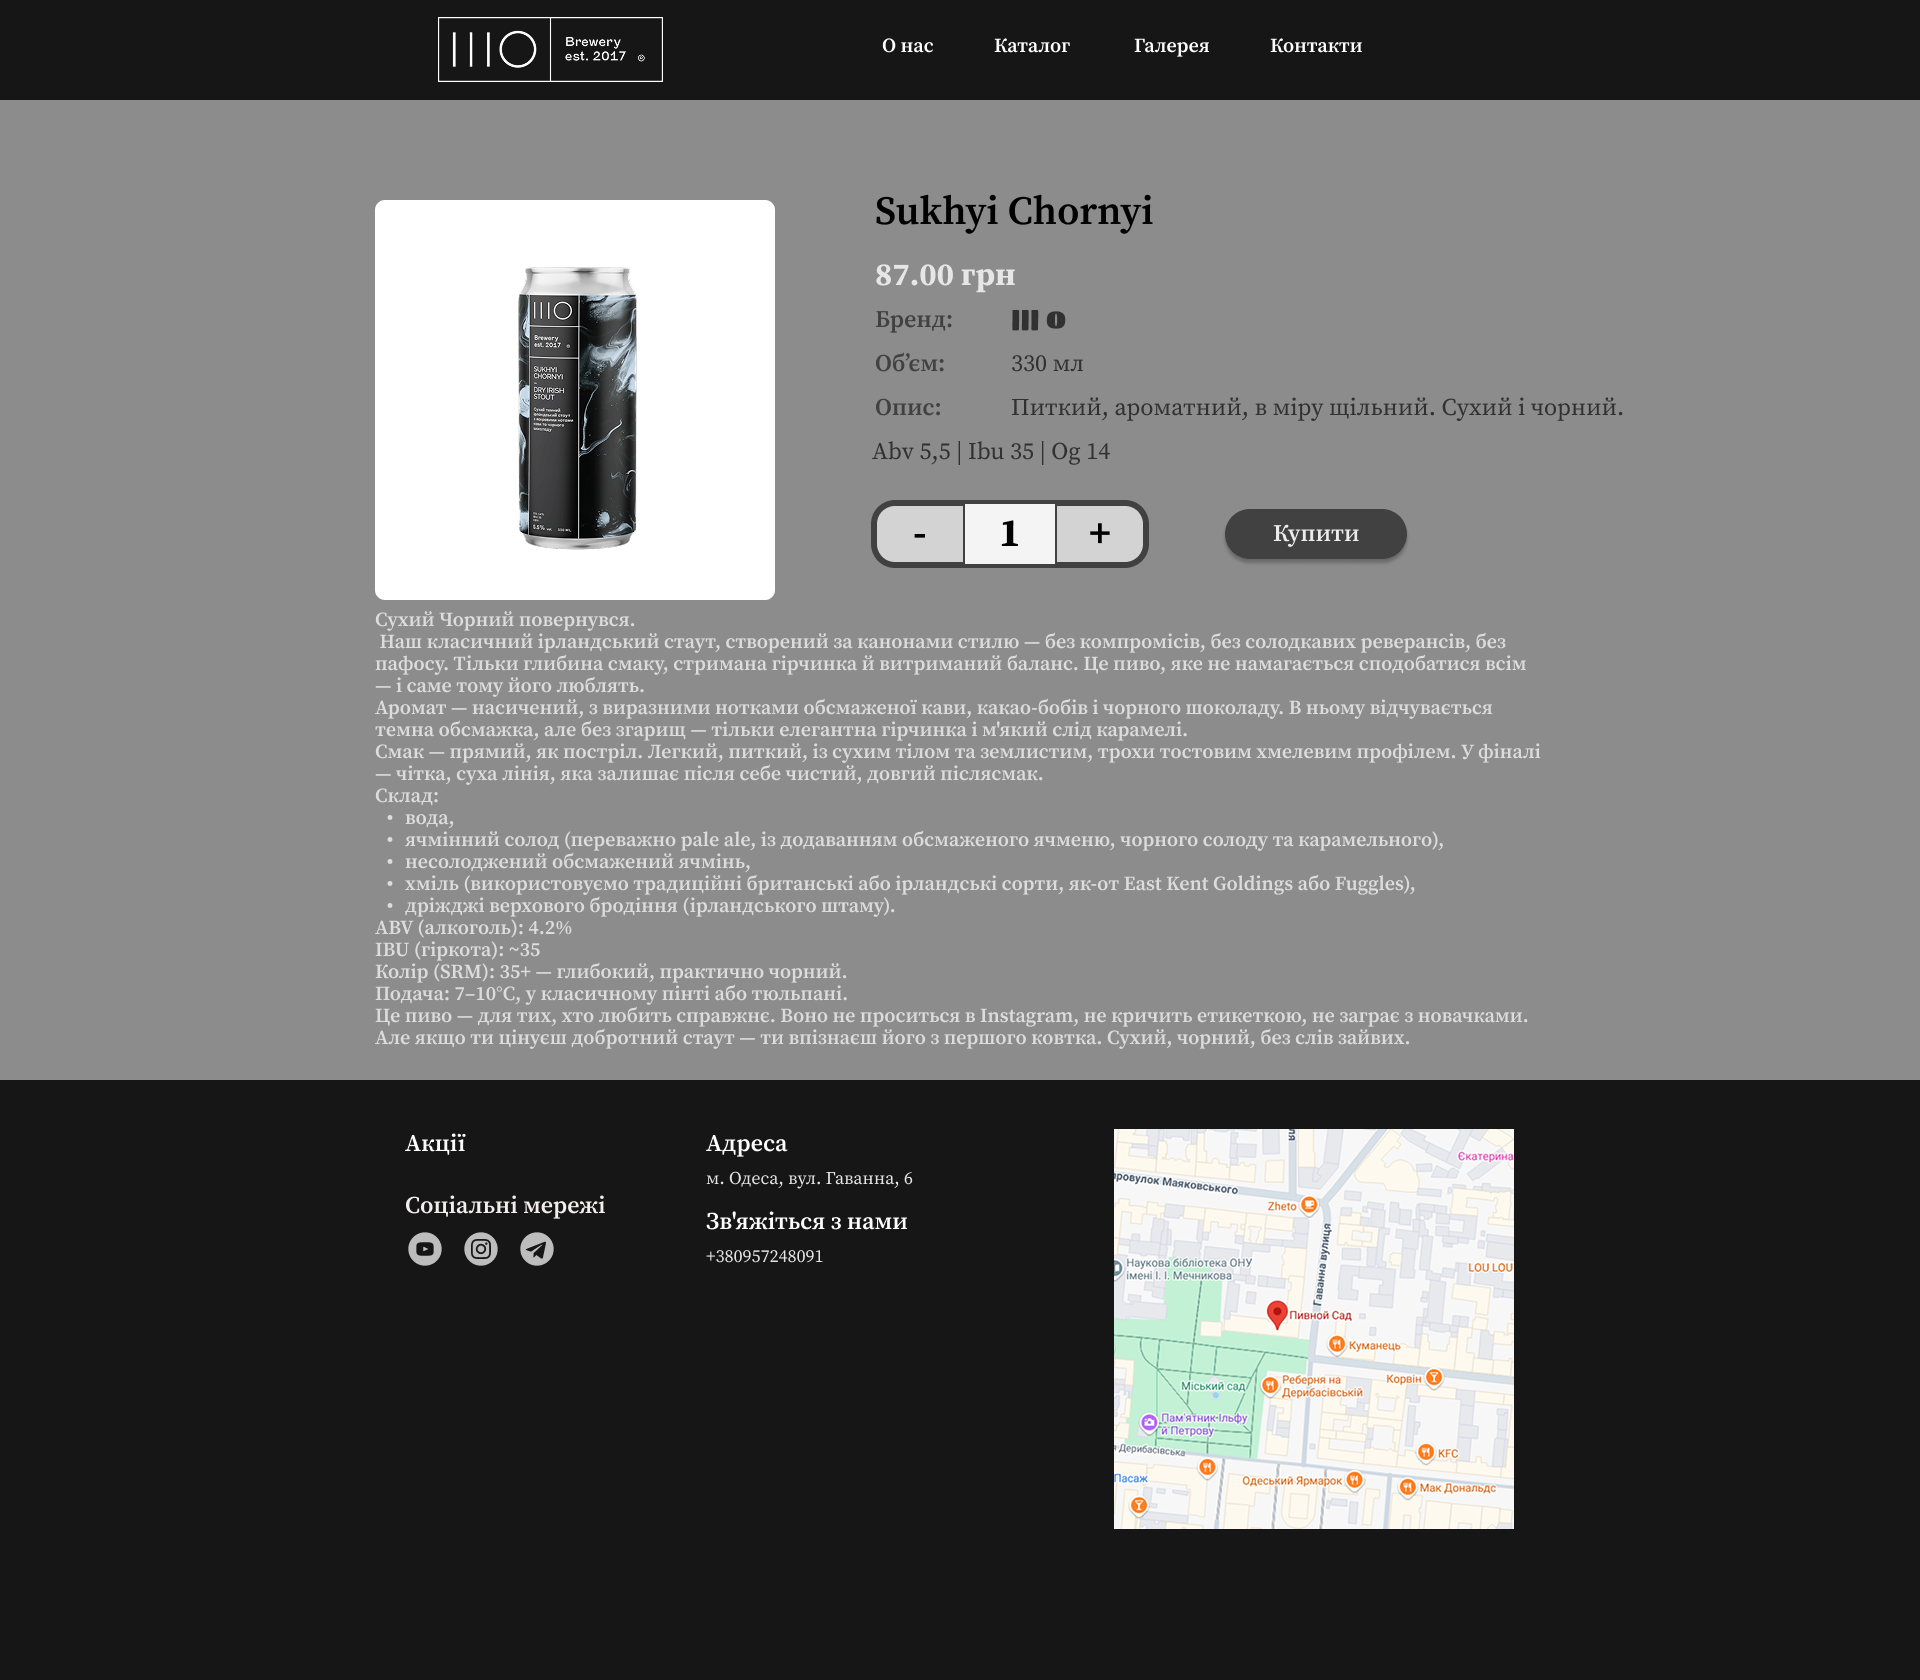 ШО
Brewery
est. 2017 ®
О нас
Каталог
Галерея
Контакти
Sukhyi Chornyi
87.00 грн
Бренд: ШО
Об’єм: 330 мл
Опис: Питкий, ароматний, в міру щільний. Сухий і чорний.
Abv 5,5 | Ibu 35 | Og 14
- 1 +
Купити
ШО
Brewery
est. 2017
SUKHYI
CHORNYI
–
DRY IRISH
STOUT
Сухий Чорний повернувся.
Наш класичний ірландський стаут, створений за канонами стилю — без компромісів, без солодкавих реверансів, без
пафосу. Тільки глибина смаку, стримана гірчинка й витриманий баланс. Це пиво, яке не намагається сподобатися всім
— і саме тому його люблять.
Аромат — насичений, з виразними нотками обсмаженої кави, какао-бобів і чорного шоколаду. В ньому відчувається
темна обсмажка, але без згарищ — тільки елегантна гірчинка і м'який слід карамелі.
Смак — прямий, як постріл. Легкий, питкий, із сухим тілом та землистим, трохи тостовим хмелевим профілем. У фіналі
— чітка, суха лінія, яка залишає після себе чистий, довгий післясмак.
Склад:
• вода,
• ячмінний солод (переважно pale ale, із додаванням обсмаженого ячменю, чорного солоду та карамельного),
• несолоджений обсмажений ячмінь,
• хміль (використовуємо традиційні британські або ірландські сорти, як-от East Kent Goldings або Fuggles),
• дріжджі верхового бродіння (ірландського штаму).
ABV (алкоголь): 4.2%
IBU (гіркота): ~35
Колір (SRM): 35+ — глибокий, практично чорний.
Подача: 7–10°C, у класичному пінті або тюльпані.
Це пиво — для тих, хто любить справжнє. Воно не проситься в Instagram, не кричить етикеткою, не заграє з новачками.
Але якщо ти цінуєш добротний стаут — ти впізнаєш його з першого ковтка. Сухий, чорний, без слів зайвих.
Акції
Соціальні мережі
Адреса
м. Одеса, вул. Гаванна, 6
Зв'яжіться з нами
+380957248091
Єкатерина
провулок Маяковського
Zheto
Гаванна вулиця
Наукова бібліотека ОНУ
імені І. І. Мечникова
LOU LOU
Пивной Сад
Куманець
Міський сад
Реберня на
Дерибасівській
Корвін
Пам'ятник Ільфу
й Петрову
а Дерибасівська
KFC
Пасаж
Одеський Ярмарок
Мак Дональдс